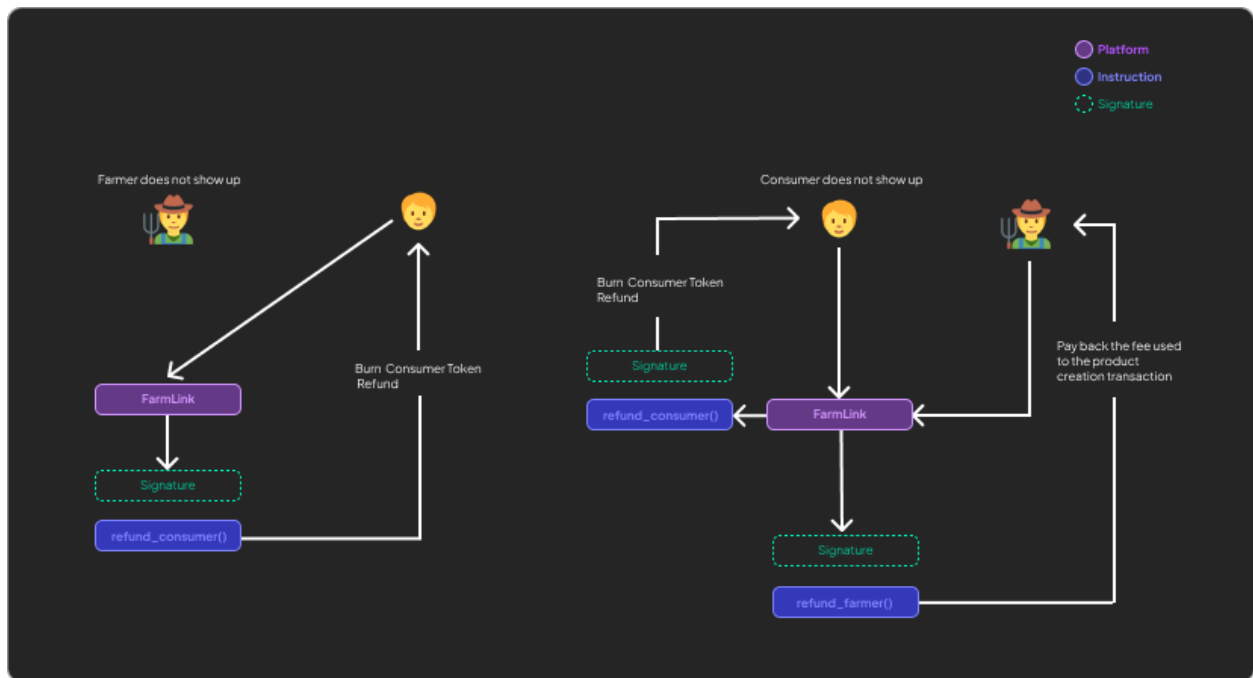 Platform
Instruction
Signature
Farmer does not show up
FarmLink
Signature
refund_consumer()
Burn Consumer Token
Refund
Consumer does not show up
Burn Consumer Token
Refund
Signature
refund_consumer()
FarmLink
Signature
refund_farmer()
Pay back the fee used
to the product
creation transaction